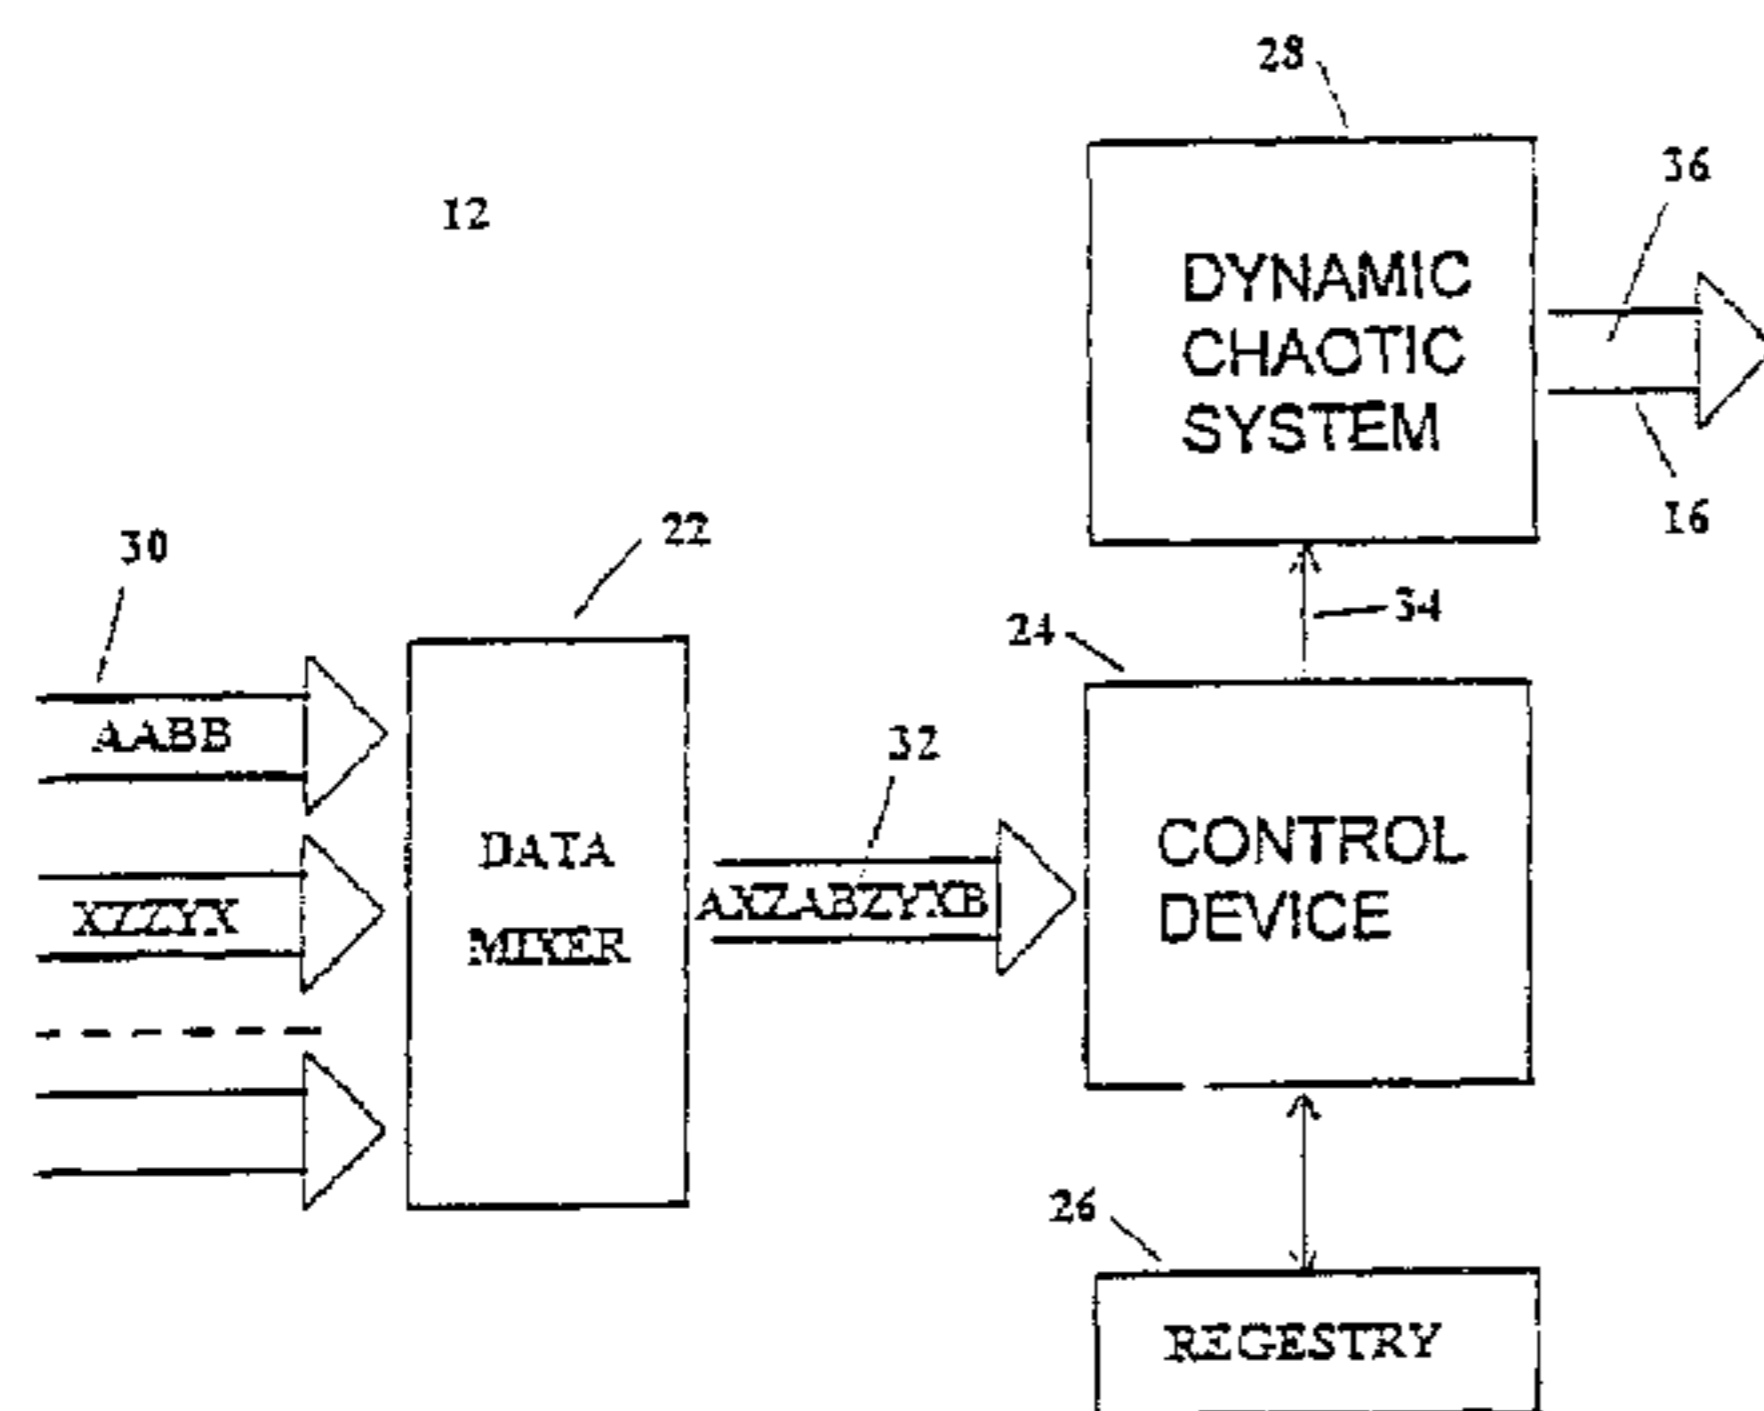 28
36
12
DYNAMIC
CHAOTIC
SYSTEM
16
30
22
34
24
AABB
32
DATA
MIXER
XZZYX
AXZABZYXB
CONTROL
DEVICE
26
REGESTRY